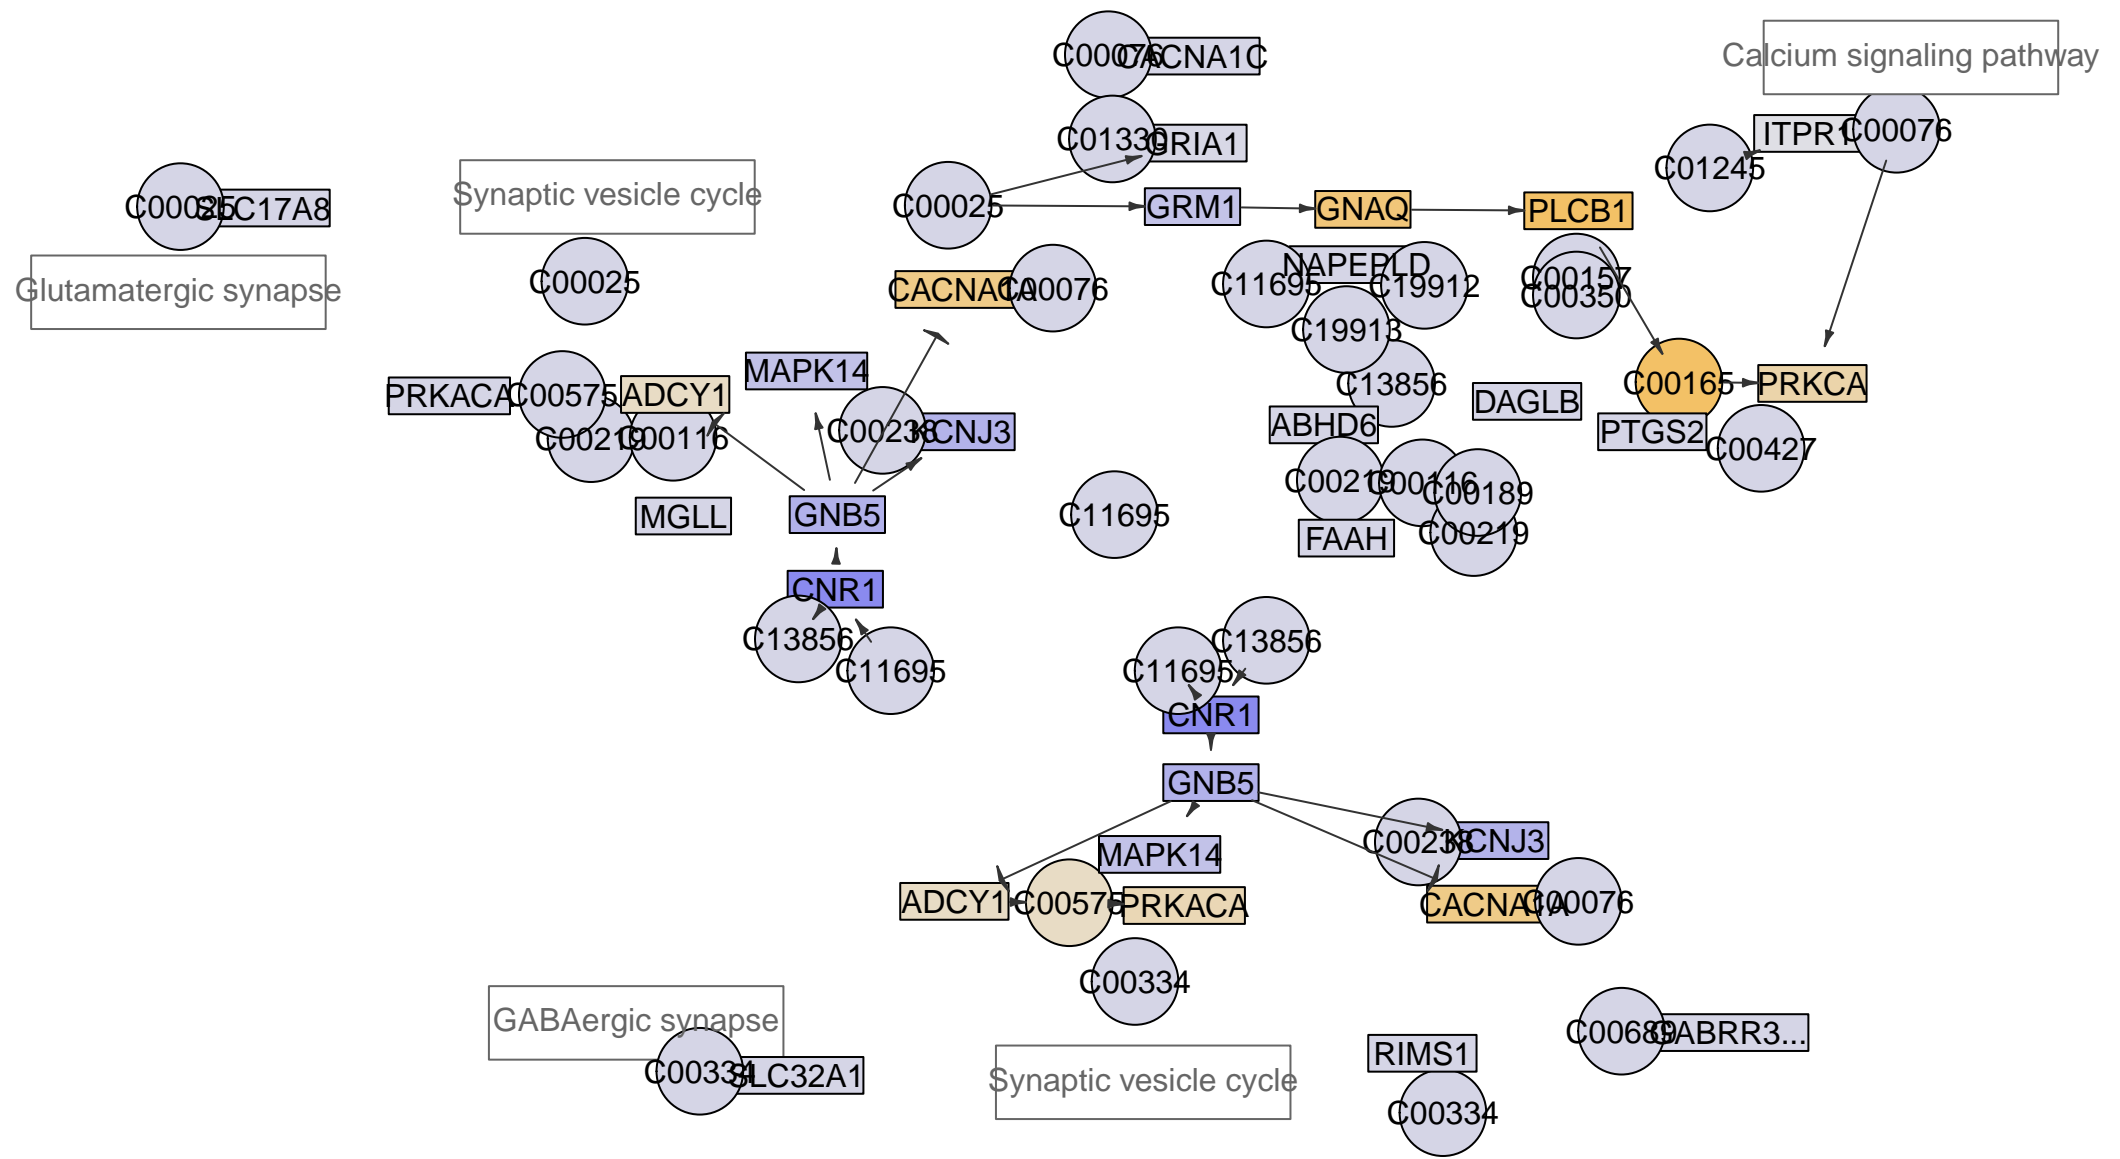 C00076
CACNA1C
Calcium signaling pathway
C01330
GRIA1
ITPR1
C00076
C01245
C00025
SLC17A8
Synaptic vesicle cycle
C00025
GRM1
GNAQ
PLCB1
Glutamatergic synapse
C00025
CACNA1A
C00076
C11695
NAPEPLD
C19912
C00157
C00350
C19913
C13856
PRKACA
C00575
ADCY1
MAPK14
C00165
PRKCA
DAGLB
C00219
C00116
C00238
KCNJ3
ABHD6
PTGS2
C00427
MGLL
GNB5
C11695
C00219
C00116
C00189
FAAH
C00219
CNR1
C13856
C11695
C13856
C11695
CNR1
GNB5
MAPK14
C00238
KCNJ3
ADCY1
C00575
PRKACA
CACNA1A
C00076
C00334
GABAergic synapse
C00334
SLC32A1
Synaptic vesicle cycle
RIMS1
C00334
C00689
GABRR3...